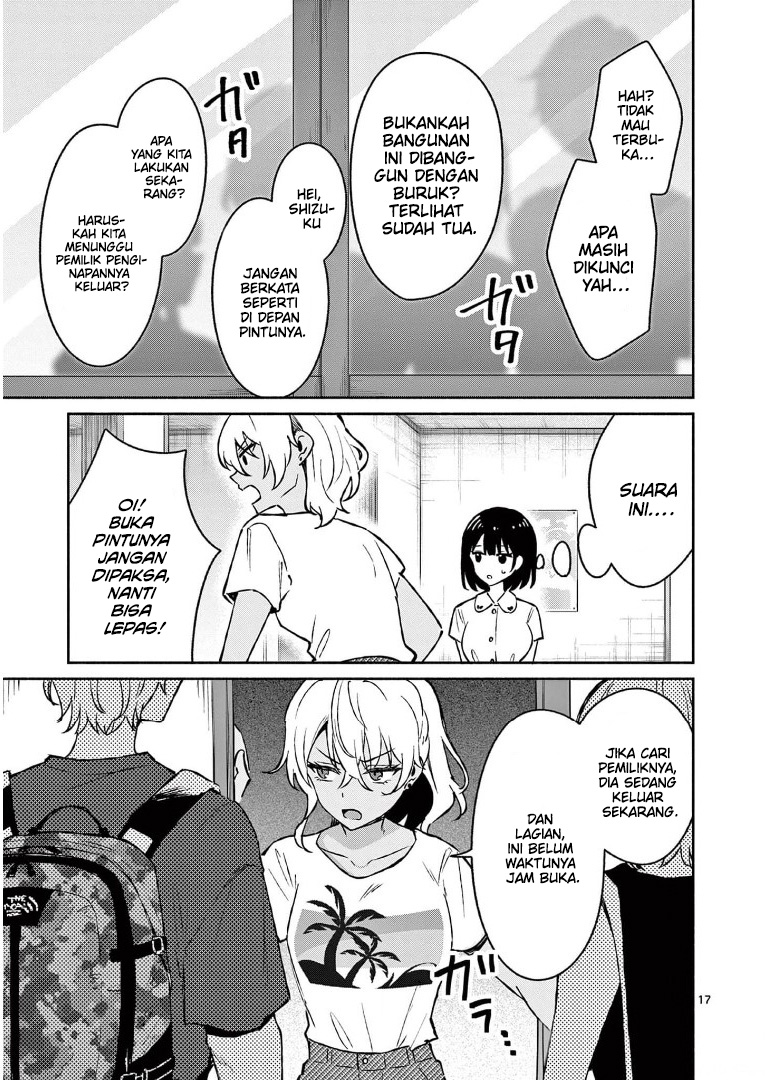 HAH?
TIDAK
MAU
TERBU-
KA...
APA
MASIH
DIKUNCI
YAH...
BUKANKAH
BANGUNAN
INI DIBANG-
GUN DENGAN
BURUK?
TERLIHAT
SUDAH TUA.
ガタ
HEI,
SHIZU-
KU
JANGAN
BERKATA
SEPERTI
DI DEPAN
PINTUNYA.
ガタ
APA
YANG KITA
LAKUKAN
SEKA-
RANG?
HARUS-
KAH KITA
MENUNGGU
PEMILIK PENGI-
NAPANNYA
KELUAR?
SUARA
INI....
OI!
BUKA
PINTUNYA
JANGAN
DIPAKSA,
NANTI
BISA
LEPAS!
JIKA CARI
PEMILIKNYA,
DIA SEDANG
KELUAR
SEKARANG.
DAN
LAGIAN,
INI BELUM
WAKTUNYA
JAM BUKA.
ガラ...
THE
NORTH
FACE
17